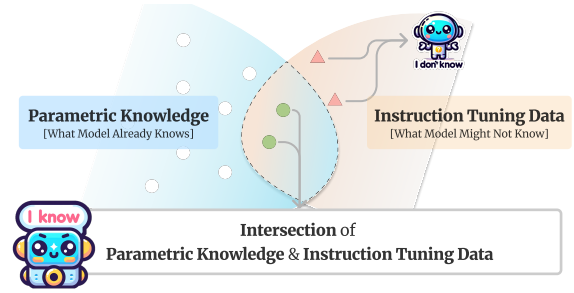 I don't know
Parametric Knowledge
[What Model Already Knows]
Instruction Tuning Data
[What Model Might Not Know]
I know
Intersection of
Parametric Knowledge & Instruction Tuning Data